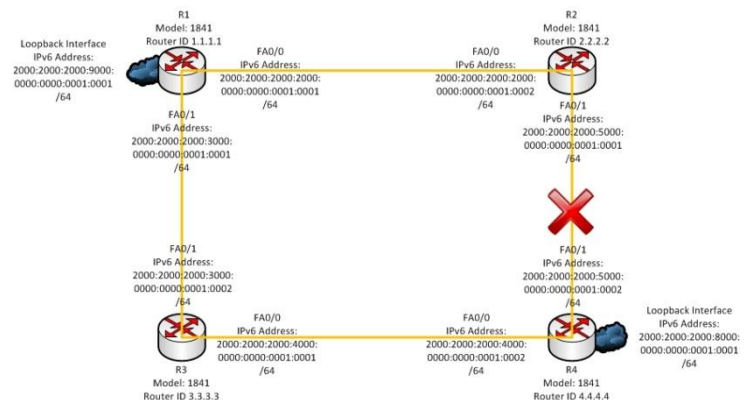 R1
Model: 1841
Router ID 1.1.1.1
R2
Model: 1841
Router ID 2.2.2.2
Loopback Interface
IPv6 Address:
2000:2000:2000:9000:
0000:0000:0001:0001
/64
FA0/0
IPv6 Address:
2000:2000:2000:2000:
0000:0000:0001:0001
/64
FA0/0
IPv6 Address:
2000:2000:2000:2000:
0000:0000:0001:0002
/64
FA0/1
IPv6 Address:
2000:2000:2000:3000:
0000:0000:0001:0001
/64
FA0/1
IPv6 Address:
2000:2000:2000:5000:
0000:0000:0001:0001
/64
FA0/1
IPv6 Address:
2000:2000:2000:3000:
0000:0000:0001:0002
/64
FA0/1
IPv6 Address:
2000:2000:2000:5000:
0000:0000:0001:0002
/64
FA0/0
IPv6 Address:
2000:2000:2000:4000:
0000:0000:0001:0001
/64
FA0/0
IPv6 Address:
2000:2000:2000:4000:
0000:0000:0001:0002
/64
Loopback Interface
IPv6 Address:
2000:2000:2000:8000:
0000:0000:0001:0001
/64
R3
Model: 1841
Router ID 3.3.3.3
R4
Model: 1841
Router ID 4.4.4.4